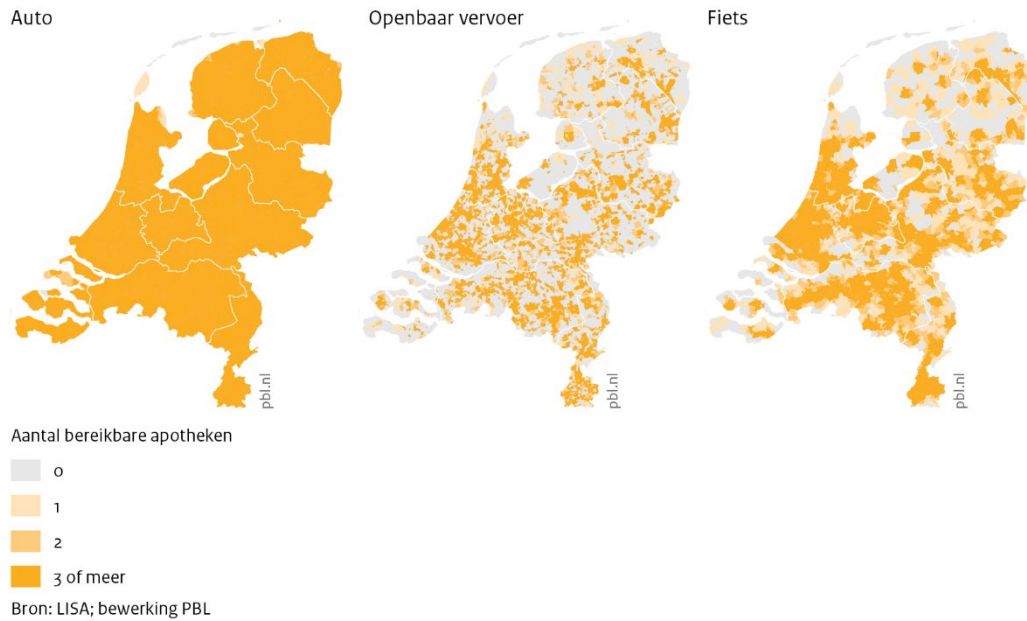 Auto
Openbaar vervoer
Fiets
pbl.nl
pbl.nl
pbl.nl
Aantal bereikbare apotheken
0
1
2
3 of meer
Bron: LISA; bewerking PBL